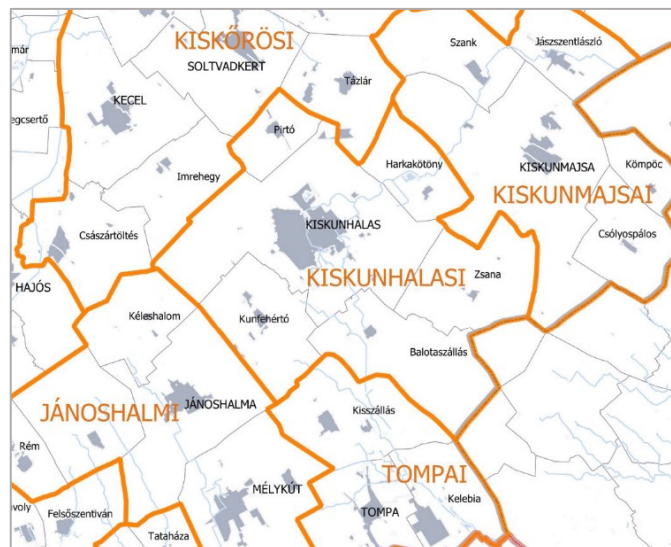 KISKŐRÖSI
Szank
Jászszentlászló
SOLTVADKERT
Tázlár
KECEL
Pirtó
KISKUNMAJSA
Kömpöc
Harkakötöny
Imrehegy
KISKUNMAJSAI
KISKUNHALAS
Császártöltés
Csólyospálos
KISKUNHALASI
Zsana
HAJÓS
Kéleshalom
Kunfehértó
Balotaszállás
JÁNOSHALMI
JÁNOSHALMA
Kisszállás
Rém
TOMPAI
MÉLYKÚT
Kelebia
TOMPA
Felsőszentiván
Tataháza